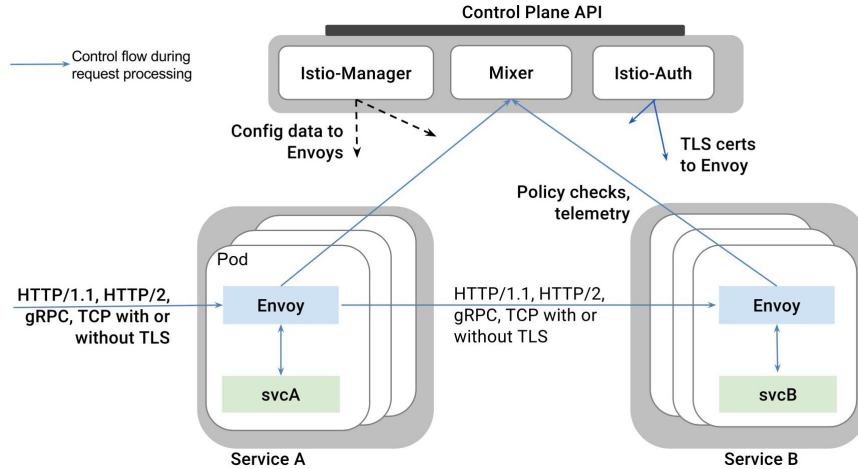 Control Plane API
Control flow during
request processing
Istio-Manager
Mixer
Istio-Auth
Config data to
Envoys
TLS certs
to Envoy
Policy checks,
telemetry
Pod
HTTP/1.1, HTTP/2,
gRPC, TCP with or
without TLS
Envoy
svcA
Service A
HTTP/1.1, HTTP/2,
gRPC, TCP with or
without TLS
Envoy
svcB
Service B